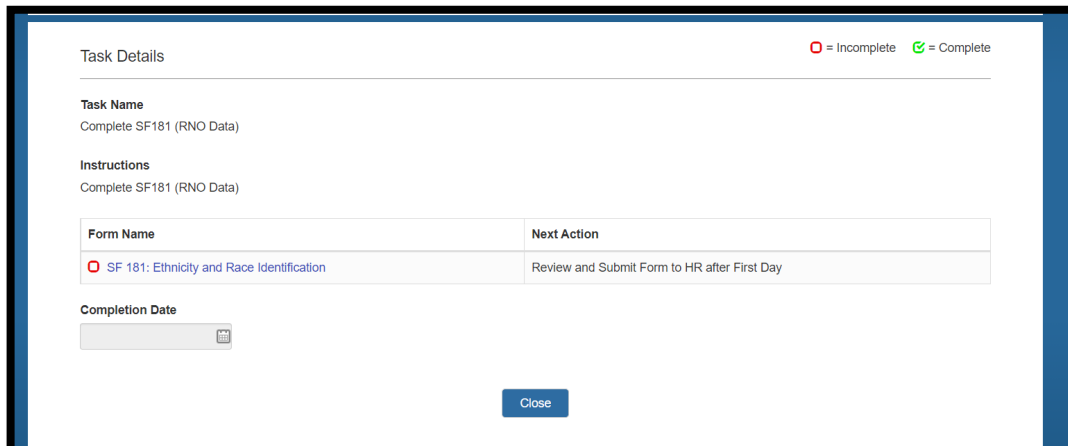 Task Details
= Incomplete = Complete
Task Name
Complete SF181 (RNO Data)
Instructions
Complete SF181 (RNO Data)
Form Name Next Action
SF 181: Ethnicity and Race Identification Review and Submit Form to HR after First Day
Completion Date
Close